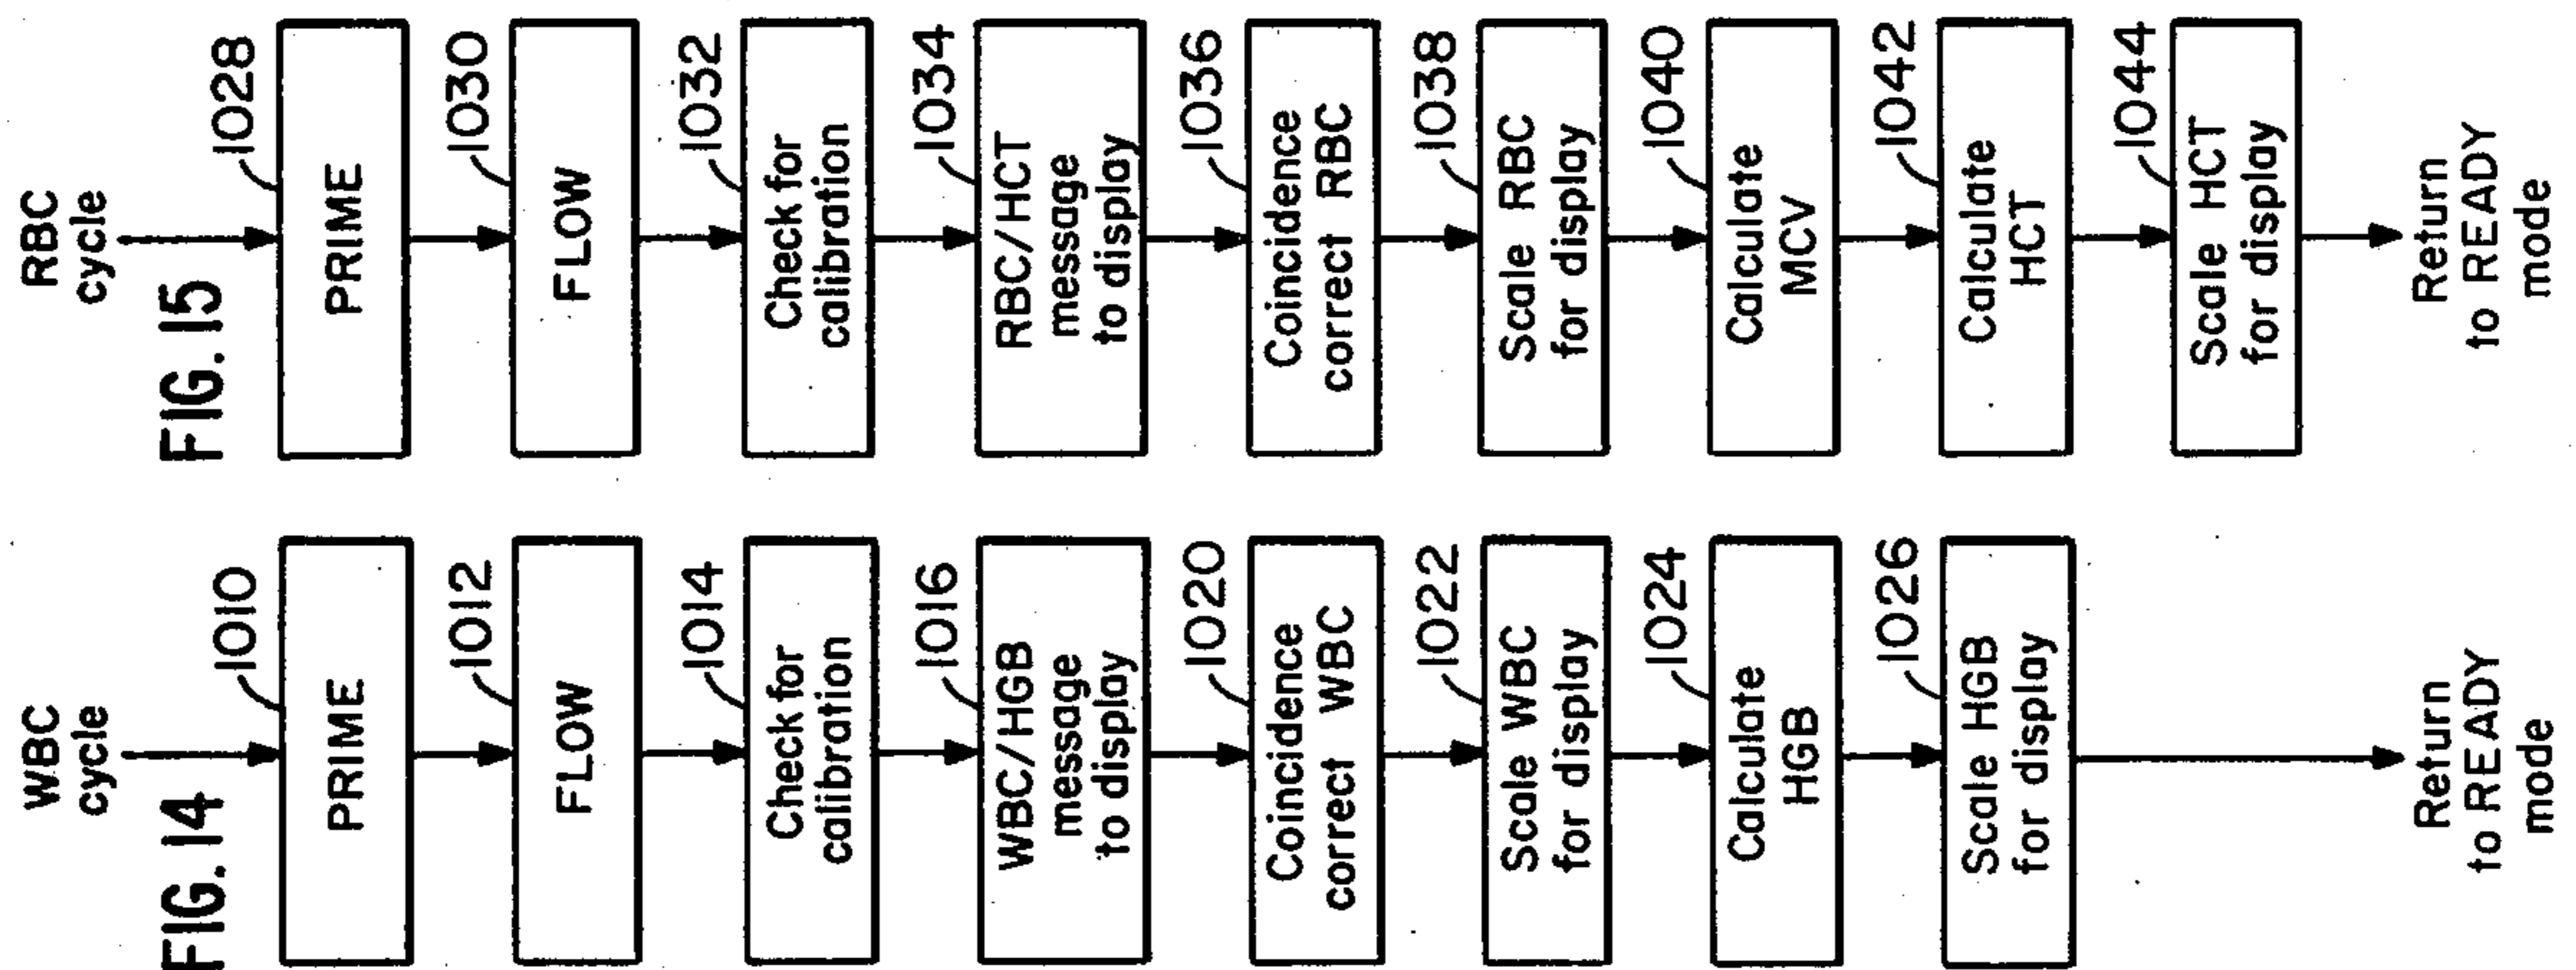 FIG. 14
WBC
cycle
1010
PRIME
1012
FLOW
1014
Check for
calibration
1016
WBC/HGB
message
to display
1020
Coincidence
correct WBC
1022
Scale WBC
for display
1024
Calculate
HGB
1026
Scale HGB
for display
Return
to READY
mode
FIG. 15
RBC
cycle
1028
PRIME
1030
FLOW
1032
Check for
calibration
1034
RBC/HCT
message
to display
1036
Coincidence
correct RBC
1038
Scale RBC
for display
1040
Calculate
MCV
1042
Calculate
HCT
1044
Scale HCT
for display
Return
to READY
mode